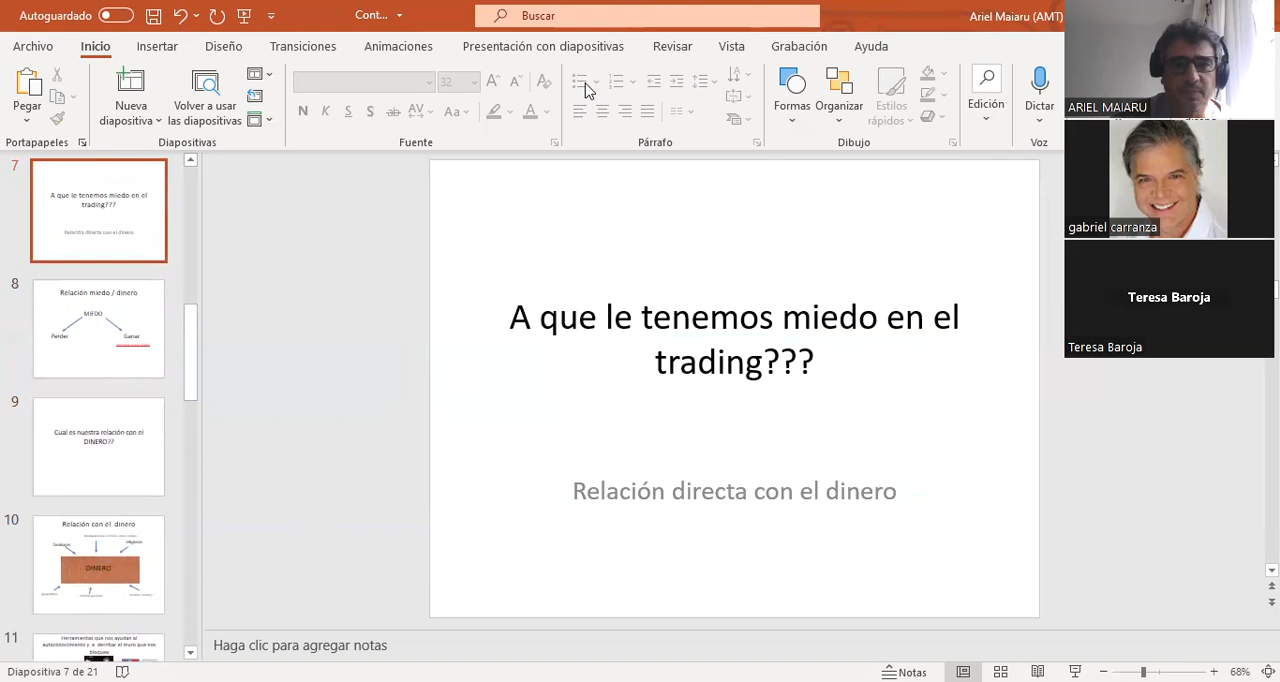 Autoguardado
Cont...
Buscar
Ariel Maiaru (AMT)
Archivo
Inicio
Insertar
Diseño
Transiciones
Animaciones
Presentación con diapositivas
Revisar
Vista
Grabación
Ayuda
Pegar
Nueva
diapositiva
Volver a usar
las diapositivas
32
N K S S ab AV Aa A
Formas
Organizar
Estilos
rápidos
Edición
Dictar
Portapapeles
Diapositivas
Fuente
Párrafo
Dibujo
Voz
ARIEL MAIARU
gabriel carranza
Teresa Baroja
Teresa Baroja
7
A que le tenemos miedo en el
trading???
Relación directa con el dinero
8
Relación miedo / dinero
MIEDO
Perder
Ganar
9
Cual es nuestra relación con el
DINERO??
10
Relación con el dinero
DINERO
11
Herramientas que nos ayudan al
autoconocimiento y a derribar el muro que nos
bloquea
A que le tenemos miedo en el
trading???
Relación directa con el dinero
Haga clic para agregar notas
Diapositiva 7 de 21
Notas
68%